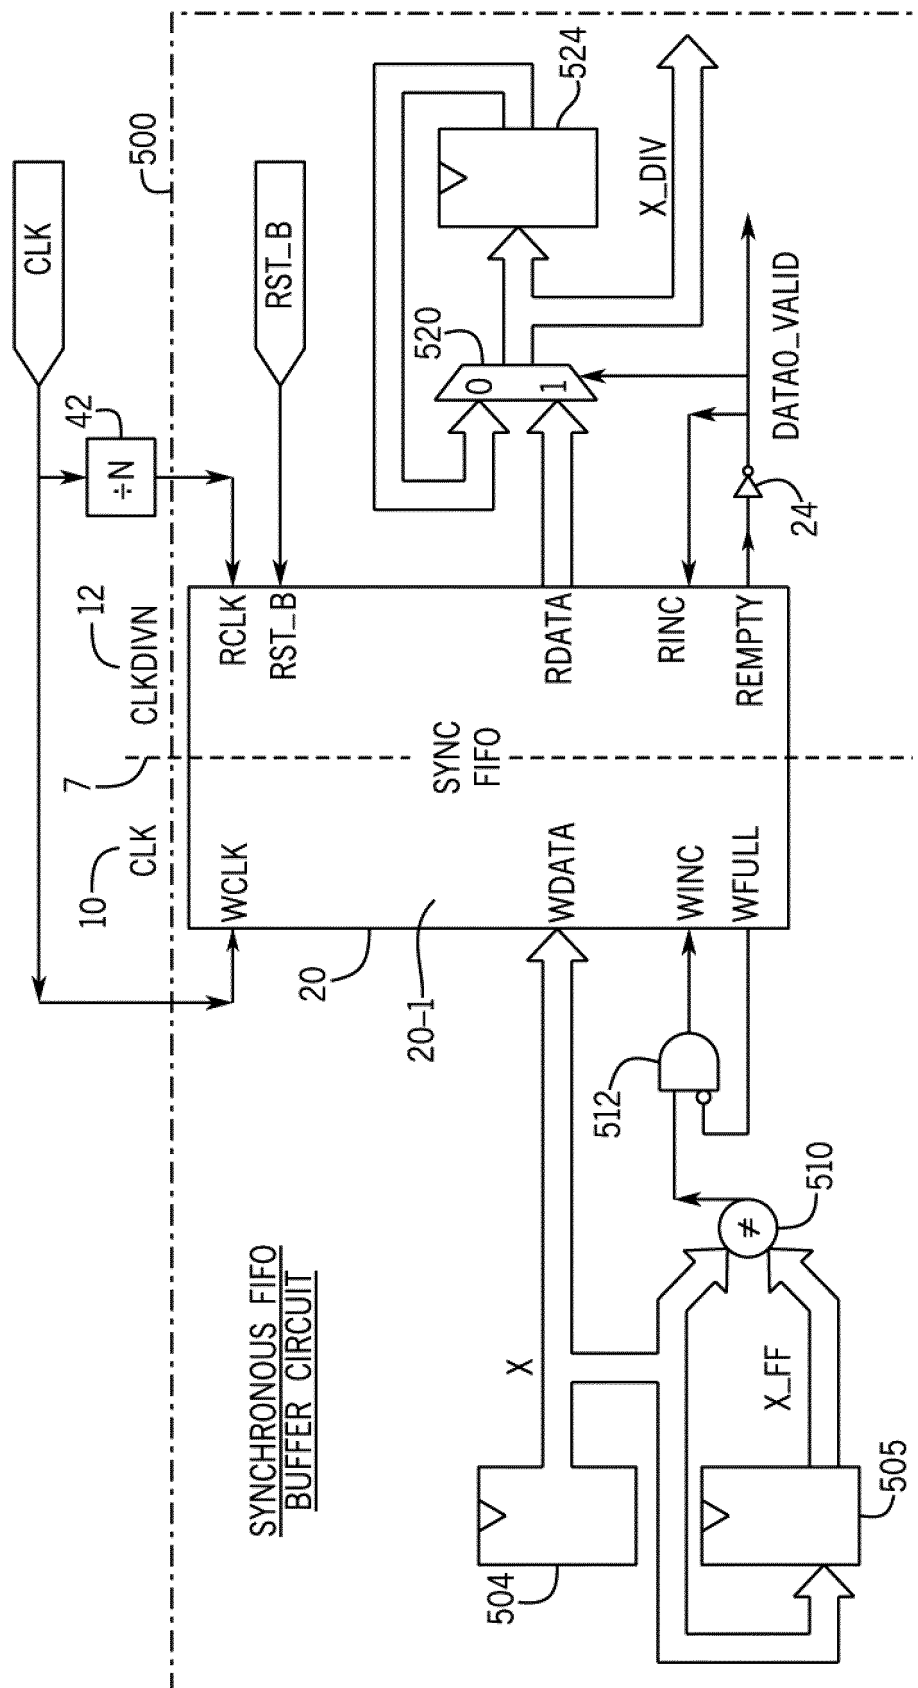 CLK
500
42
÷N
RST_B
10
CLK
7
12
CLKDIVN
WCLK
RCLK
RST_B
20
20-1
SYNC
FIFO
WDATA
RDATA
WINC
WFULL
RINC
REMPTY
520
0
1
524
X_DIV
DATA0_VALID
24
SYNCHRONOUS FIFO
BUFFER CIRCUIT
X
504
512
510
≠
X_FF
505